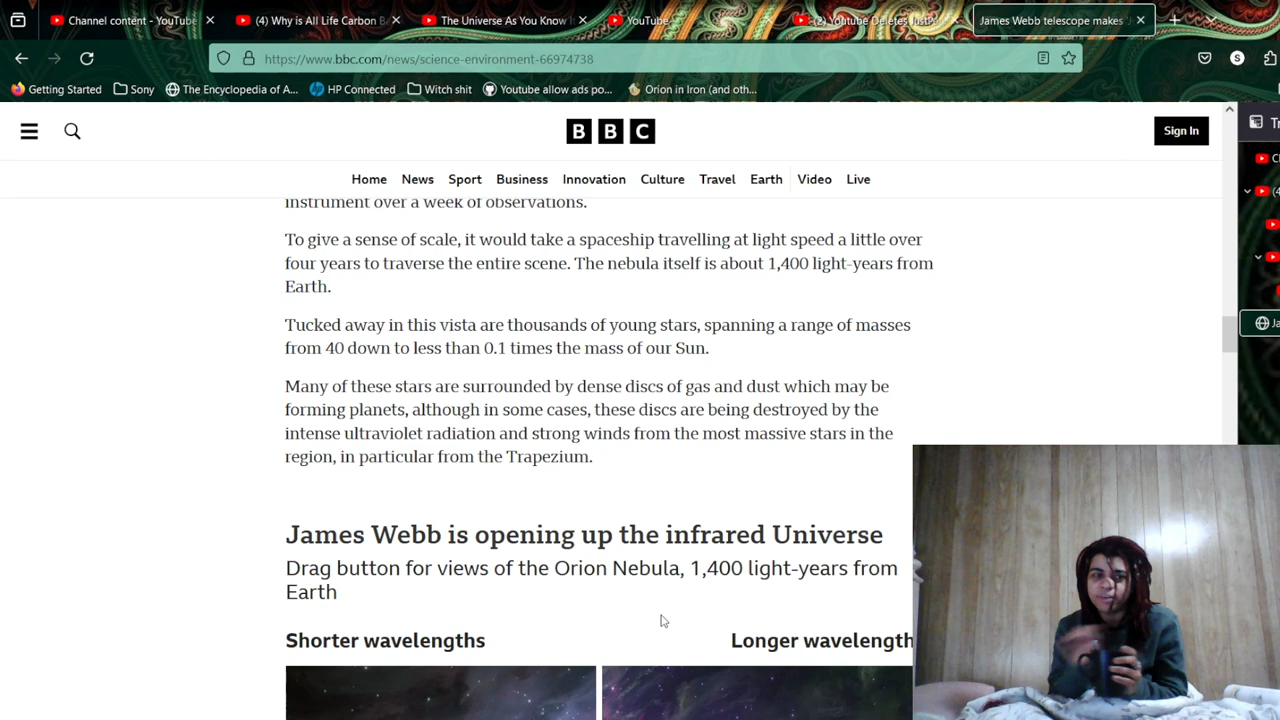 Channel content - YouTube
(4) Why is All Life Carbon B
The Universe As You Know I
YouTube
(2) Youtube Deletes JustP
James Webb telescope makes
https://www.bbc.com/news/science-environment-66974738
S
Getting Started
Sony
The Encyclopedia of A...
HP Connected
Witch shit
Youtube allow ads po...
Orion in Iron (and oth...
BBC
Sign In
Home News Sport Business Innovation Culture Travel Earth Video Live
instrument over a week of observations.
To give a sense of scale, it would take a spaceship travelling at light speed a little over
four years to traverse the entire scene. The nebula itself is about 1,400 light-years from
Earth.
Tucked away in this vista are thousands of young stars, spanning a range of masses
from 40 down to less than 0.1 times the mass of our Sun.
Many of these stars are surrounded by dense discs of gas and dust which may be
forming planets, although in some cases, these discs are being destroyed by the
intense ultraviolet radiation and strong winds from the most massive stars in the
region, in particular from the Trapezium.
James Webb is opening up the infrared Universe
Drag button for views of the Orion Nebula, 1,400 light-years from
Earth
Shorter wavelengths
Longer wavelength